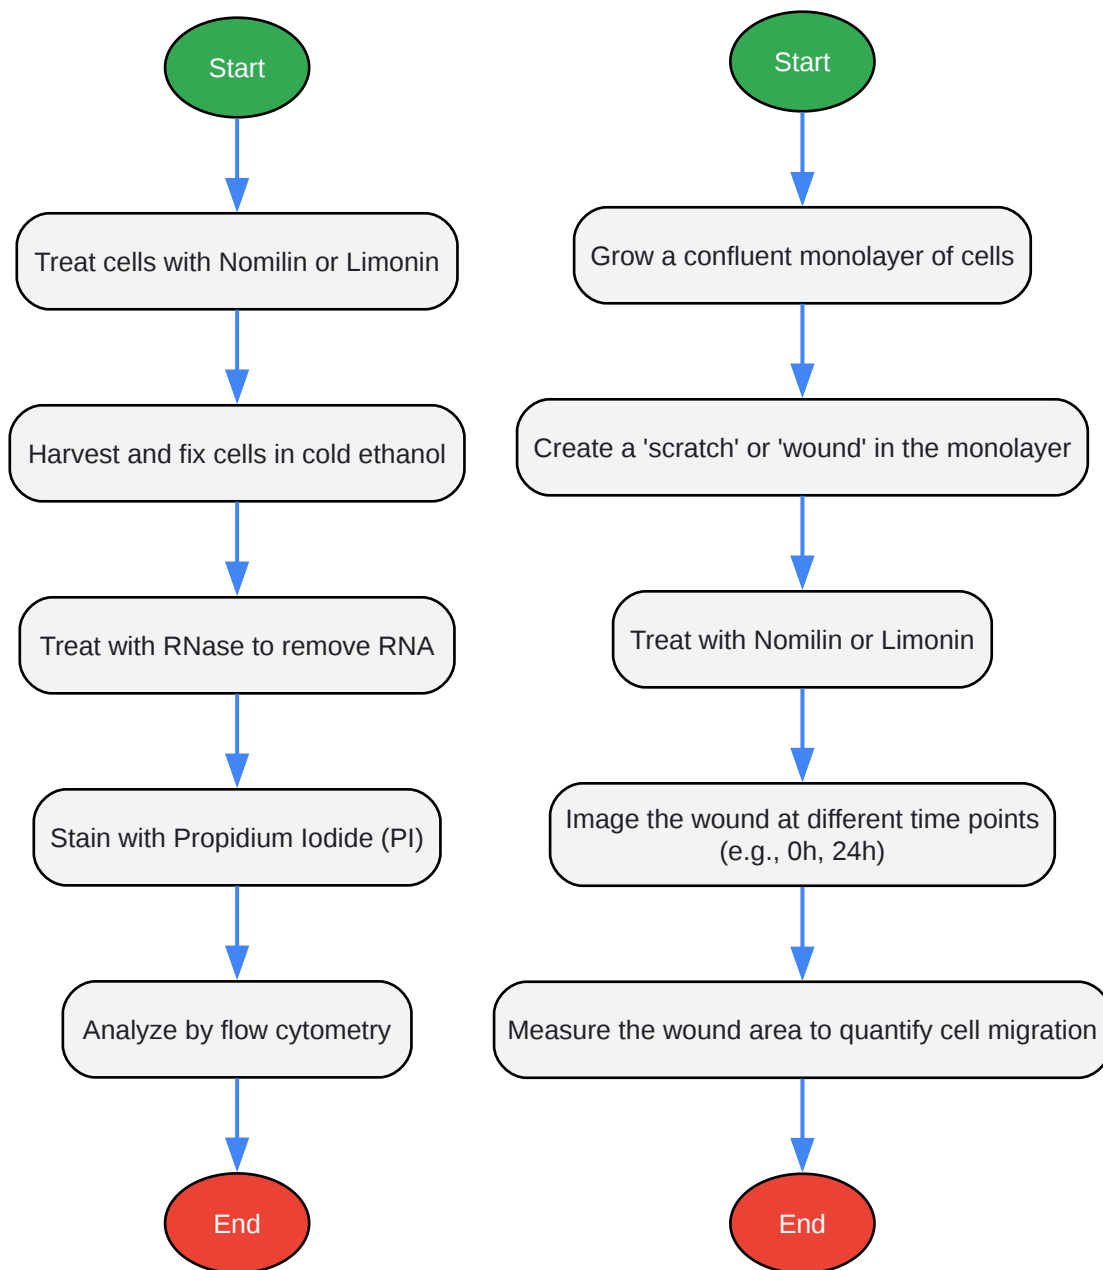 Start
Treat cells with Nomilin or Limonin
Harvest and fix cells in cold ethanol
Treat with RNase to remove RNA
Stain with Propidium Iodide (PI)
Analyze by flow cytometry
End
Start
Grow a confluent monolayer of cells
Create a 'scratch' or 'wound' in the monolayer
Treat with Nomilin or Limonin
Image the wound at different time points
(e.g., 0h, 24h)
Measure the wound area to quantify cell migration
End